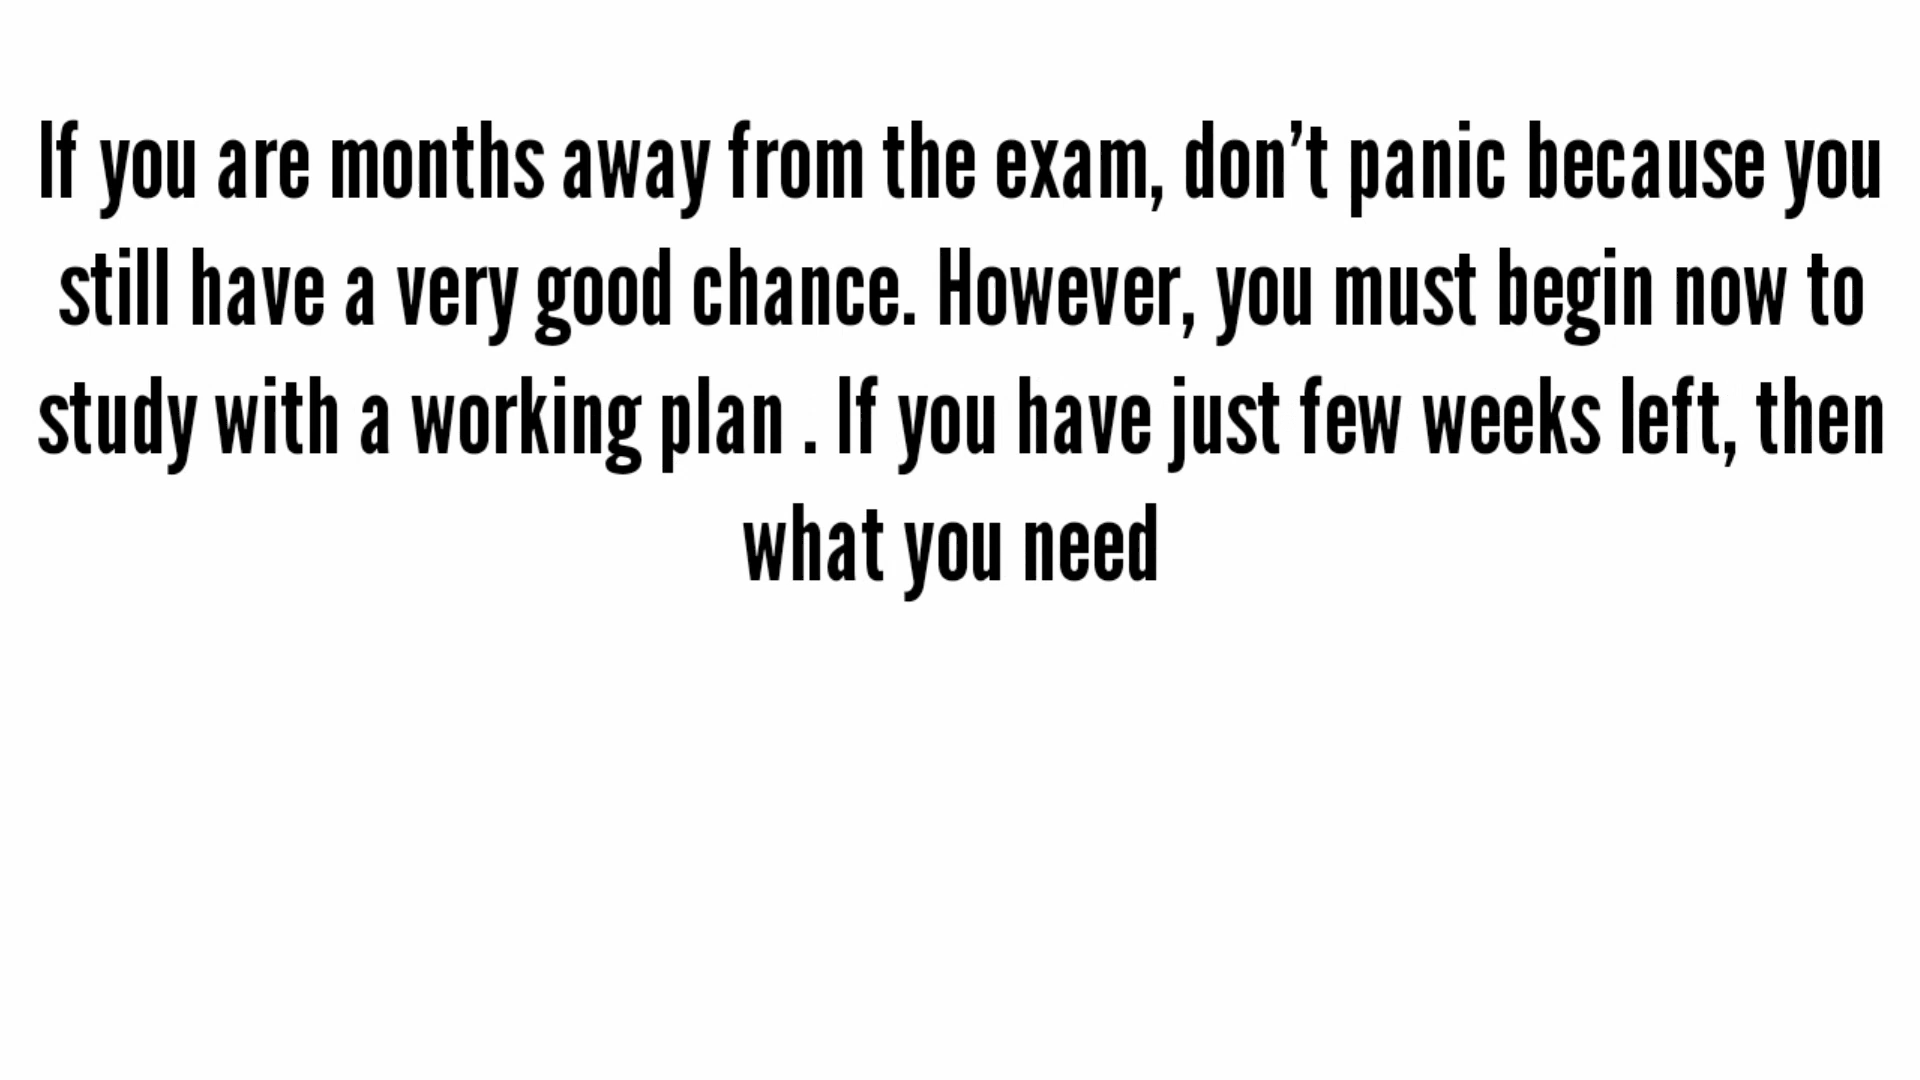 If you are months away from the exam, don’t panic because you
still have a very good chance. However, you must begin now to
study with a working plan . If you have just few weeks left, then
what you need